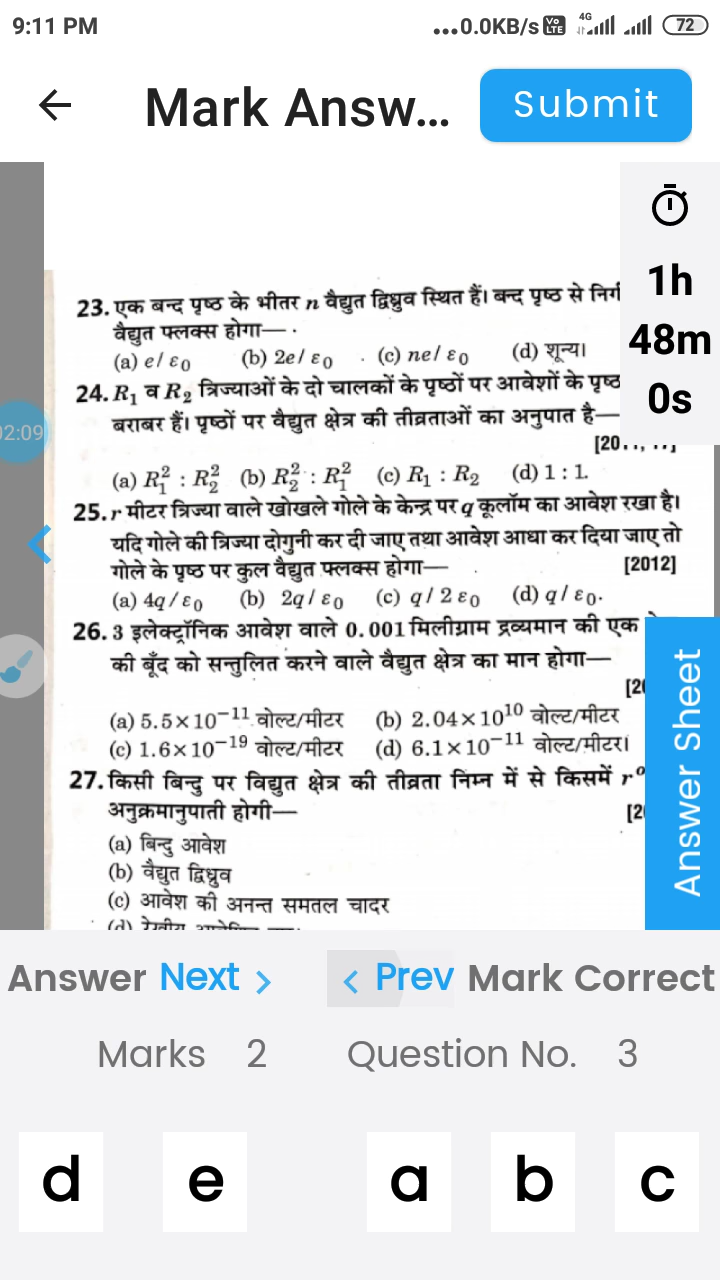 9:11 PM
...0.0KB/s Vo LTE 4G 72
Mark Answ... Submit
1h
48m
0s
02:09
23. एक बन्द पृष्ठ के भीतर n वैद्युत द्विध्रुव स्थित हैं। बन्द पृष्ठ से
वैद्युत फ्लक्स होगा—
(a) e/ ε0 (b) 2e/ ε0 (c) ne/ ε0 (d) शून्य।
24. R1 व R2 त्रिज्याओं के दो चालकों के पृष्ठों पर आवेशों के पृष्ठ
बराबर हैं। पृष्ठों पर वैद्युत क्षेत्र की तीव्रताओं का अनुपात है—
(a) R1² : R2² (b) R2² : R1² (c) R1 : R2 (d) 1 : 1.
25. r मीटर त्रिज्या वाले खोखले गोले के केन्द्र पर q कूलॉम का आवेश रखा है।
यदि गोले की त्रिज्या दोगुनी कर दी जाए तथा आवेश आधा कर दिया जाए तो
गोले के पृष्ठ पर कुल वैद्युत फ्लक्स होगा— [2012]
(a) 4q/ ε0 (b) 2q/ ε0 (c) q/ 2 ε0 (d) q/ ε0.
26. 3 इलेक्ट्रॉनिक आवेश वाले 0.001 मिलीग्राम द्रव्यमान की एक
की बूँद को सन्तुलित करने वाले वैद्युत क्षेत्र का मान होगा—
(a) 5.5×10⁻¹¹ वोल्ट/मीटर (b) 2.04×10¹⁰ वोल्ट/मीटर
(c) 1.6×10⁻¹⁹ वोल्ट/मीटर (d) 6.1×10⁻¹¹ वोल्ट/मीटर।
27. किसी बिन्दु पर विद्युत क्षेत्र की तीव्रता निम्न में से किसमें r⁰
अनुक्रमानुपाती होगी—
(a) बिन्दु आवेश
(b) वैद्युत द्विध्रुव
(c) आवेश की अनन्त समतल चादर
Answer Sheet
Answer Next > < Prev Mark Correct
Marks 2 Question No. 3
d e a b c